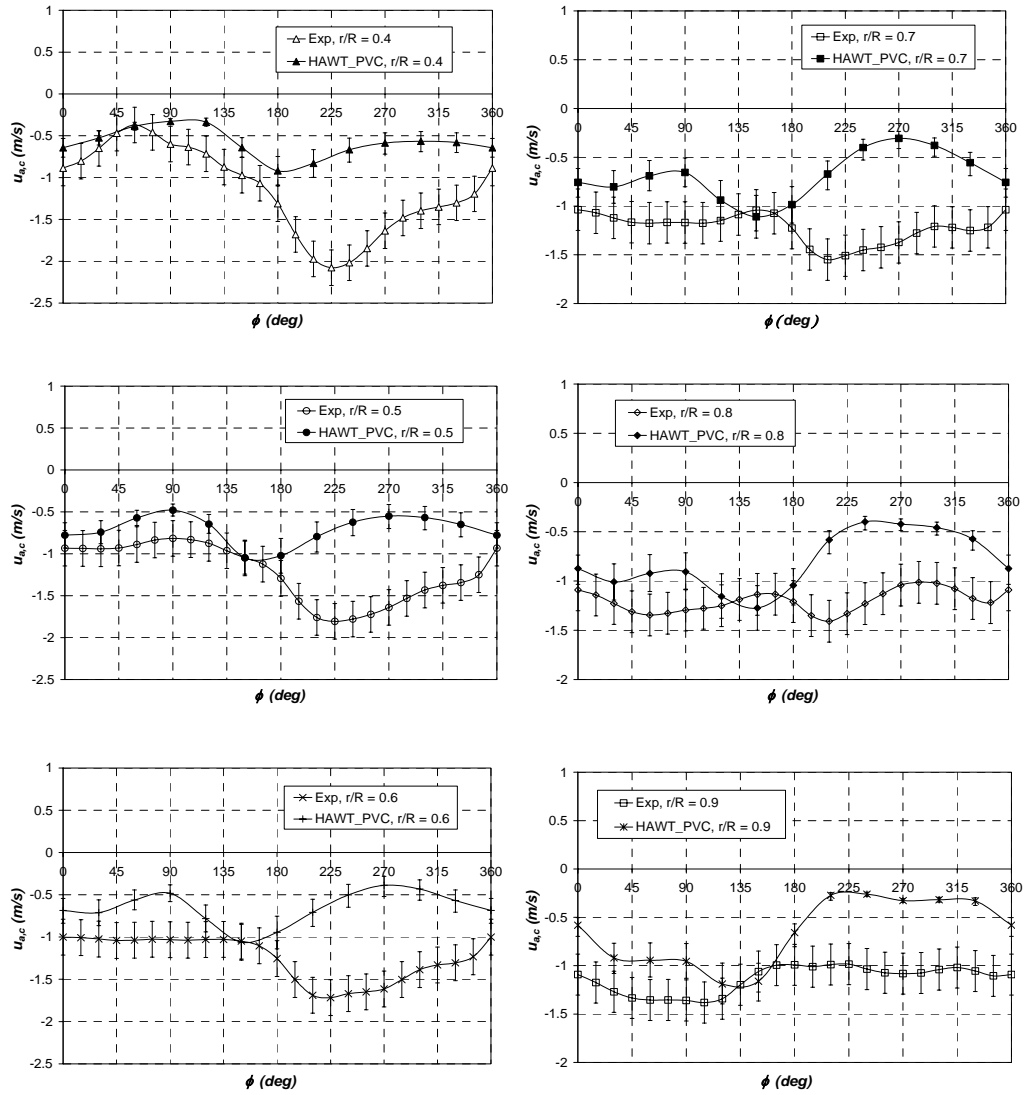 Exp, r/R = 0.4
HAWT_PVC, r/R = 0.4
1
0.5
0
-0.5
-1
-1.5
-2
-2.5
0 45 90 135 180 225 270 315 360
u_a,c (m/s)
ϕ (deg)
Exp, r/R = 0.7
HAWT_PVC, r/R = 0.7
1
0.5
0
-0.5
-1
-1.5
-2
0 45 90 135 180 225 270 315 360
u_a,c (m/s)
ϕ (deg)
Exp, r/R = 0.5
HAWT_PVC, r/R = 0.5
1
0.5
0
-0.5
-1
-1.5
-2
-2.5
0 45 90 135 180 225 270 315 360
u_a,c (m/s)
ϕ (deg)
Exp, r/R = 0.8
HAWT_PVC, r/R = 0.8
1
0.5
0
-0.5
-1
-1.5
-2
0 45 90 135 180 225 270 315 360
u_a,c (m/s)
ϕ (deg)
Exp, r/R = 0.6
HAWT_PVC, r/R = 0.6
1
0.5
0
-0.5
-1
-1.5
-2
-2.5
0 45 90 135 180 225 270 315 360
u_a,c (m/s)
ϕ (deg)
Exp, r/R = 0.9
HAWT_PVC, r/R = 0.9
1
0.5
0
-0.5
-1
-1.5
-2
0 45 90 135 180 225 270 315 360
u_a,c (m/s)
ϕ (deg)